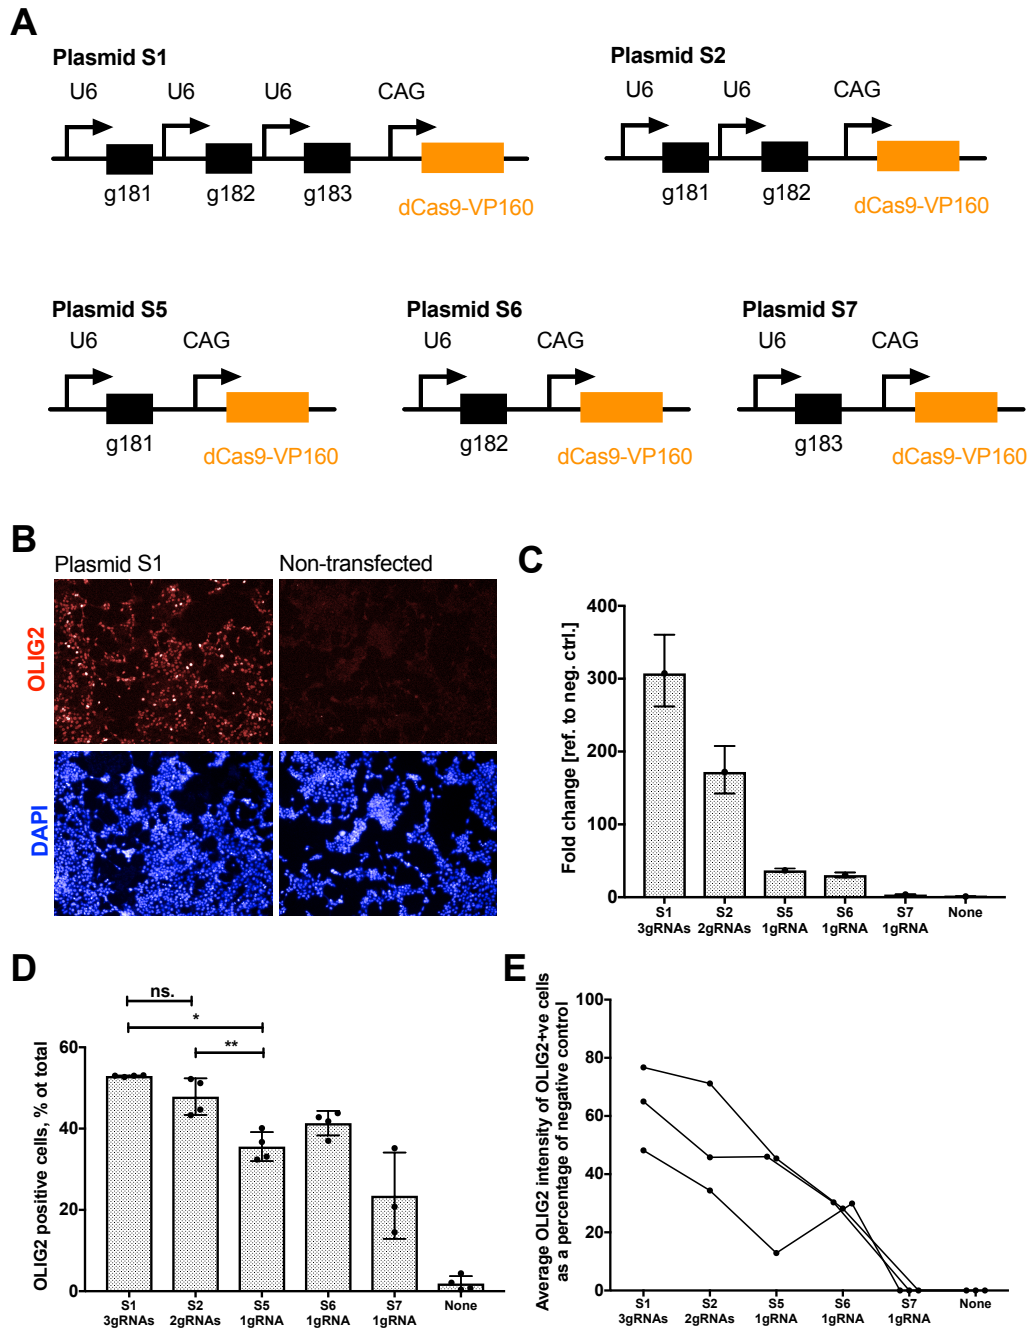 A
Plasmid S1
Plasmid S2
U6 U6 U6 CAG
U6 U6 CAG
g181 g182 g183
dCas9-VP160
g181 g182
dCas9-VP160
Plasmid S5
Plasmid S6
Plasmid S7
U6 CAG
U6 CAG
U6 CAG
g181
dCas9-VP160
g182
dCas9-VP160
g183
dCas9-VP160
B
Plasmid S1
Non-transfected
OLIG2
DAPI
C
Fold change [ref. to neg. ctrl.]
400
300
200
100
0
S1 S2 S5 S6 S7 None
3gRNAs 2gRNAs 1gRNA 1gRNA 1gRNA
D
ns.
*
**
OLIG2 positive cells, % ot total
60
40
20
0
S1 S2 S5 S6 S7 None
3gRNAs 2gRNAs 1gRNA 1gRNA 1gRNA
E
Average OLIG2 intensity of OLIG2+ve cells
as a percentage of negative control
100
80
60
40
20
0
S1 S2 S5 S6 S7 None
3gRNAs 2gRNAs 1gRNA 1gRNA 1gRNA